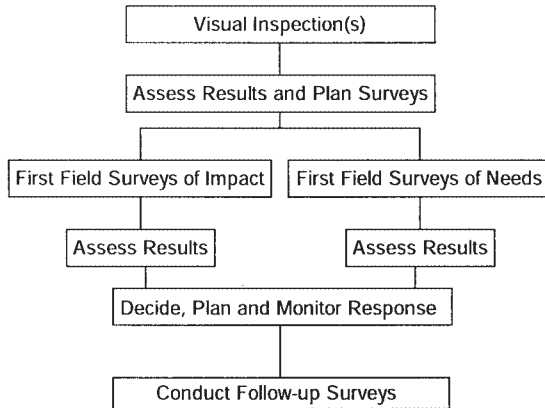 Visual Inspection(s)
Assess Results and Plan Surveys
First Field Surveys of Impact
First Field Surveys of Needs
Assess Results
Assess Results
Decide, Plan and Monitor Response
Conduct Follow-up Surveys